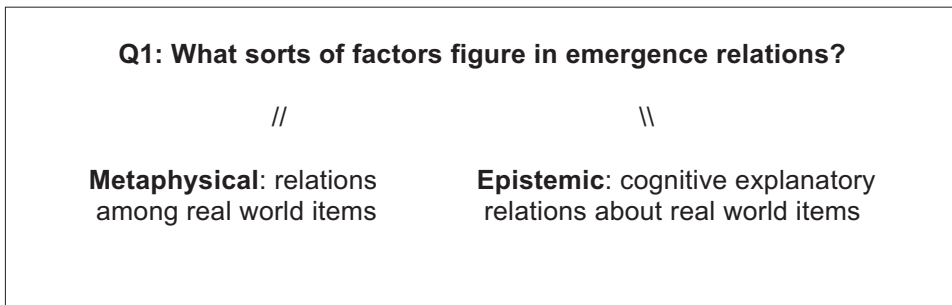 Q1: What sorts of factors figure in emergence relations?
// \\
Metaphysical: relations
among real world items
Epistemic: cognitive explanatory
relations about real world items